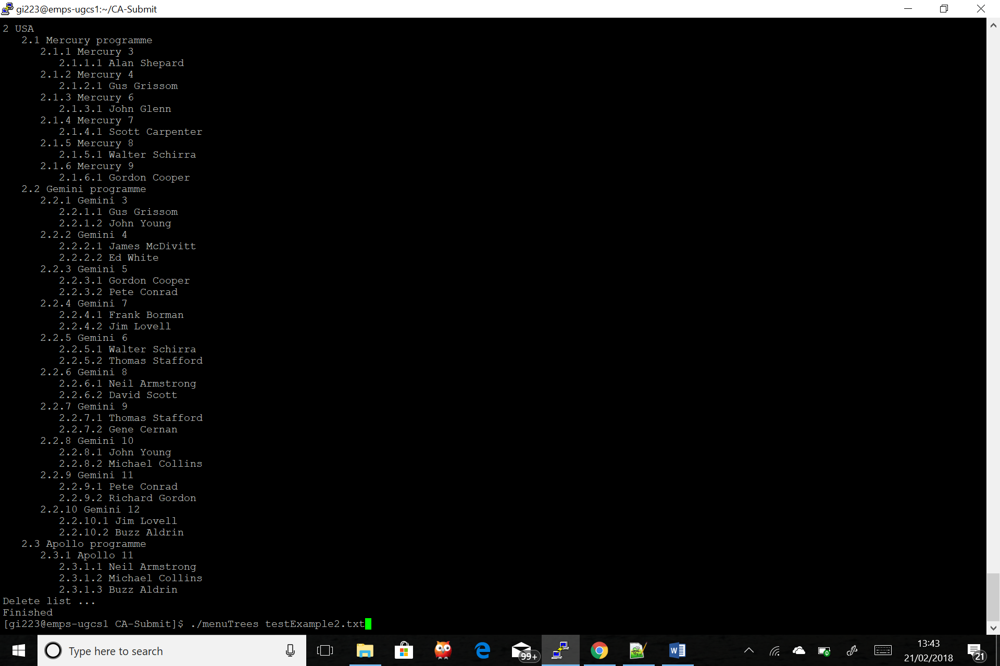 gi223@emps-ugcs1:~/CA-Submit
2 USA
2.1 Mercury programme
2.1.1 Mercury 3
2.1.1.1 Alan Shepard
2.1.2 Mercury 4
2.1.2.1 Gus Grissom
2.1.3 Mercury 6
2.1.3.1 John Glenn
2.1.4 Mercury 7
2.1.4.1 Scott Carpenter
2.1.5 Mercury 8
2.1.5.1 Walter Schirra
2.1.6 Mercury 9
2.1.6.1 Gordon Cooper
2.2 Gemini programme
2.2.1 Gemini 3
2.2.1.1 Gus Grissom
2.2.1.2 John Young
2.2.2 Gemini 4
2.2.2.1 James McDivitt
2.2.2.2 Ed White
2.2.3 Gemini 5
2.2.3.1 Gordon Cooper
2.2.3.2 Pete Conrad
2.2.4 Gemini 7
2.2.4.1 Frank Borman
2.2.4.2 Jim Lovell
2.2.5 Gemini 6
2.2.5.1 Walter Schirra
2.2.5.2 Thomas Stafford
2.2.6 Gemini 8
2.2.6.1 Neil Armstrong
2.2.6.2 David Scott
2.2.7 Gemini 9
2.2.7.1 Thomas Stafford
2.2.7.2 Gene Cernan
2.2.8 Gemini 10
2.2.8.1 John Young
2.2.8.2 Michael Collins
2.2.9 Gemini 11
2.2.9.1 Pete Conrad
2.2.9.2 Richard Gordon
2.2.10 Gemini 12
2.2.10.1 Jim Lovell
2.2.10.2 Buzz Aldrin
2.3 Apollo programme
2.3.1 Apollo 11
2.3.1.1 Neil Armstrong
2.3.1.2 Michael Collins
2.3.1.3 Buzz Aldrin
Delete list ...
Finished
[gi223@emps-ugcs1 CA-Submit]$ ./menuTrees testExample2.txt
Type here to search
99+
13:43
21/02/2018
21